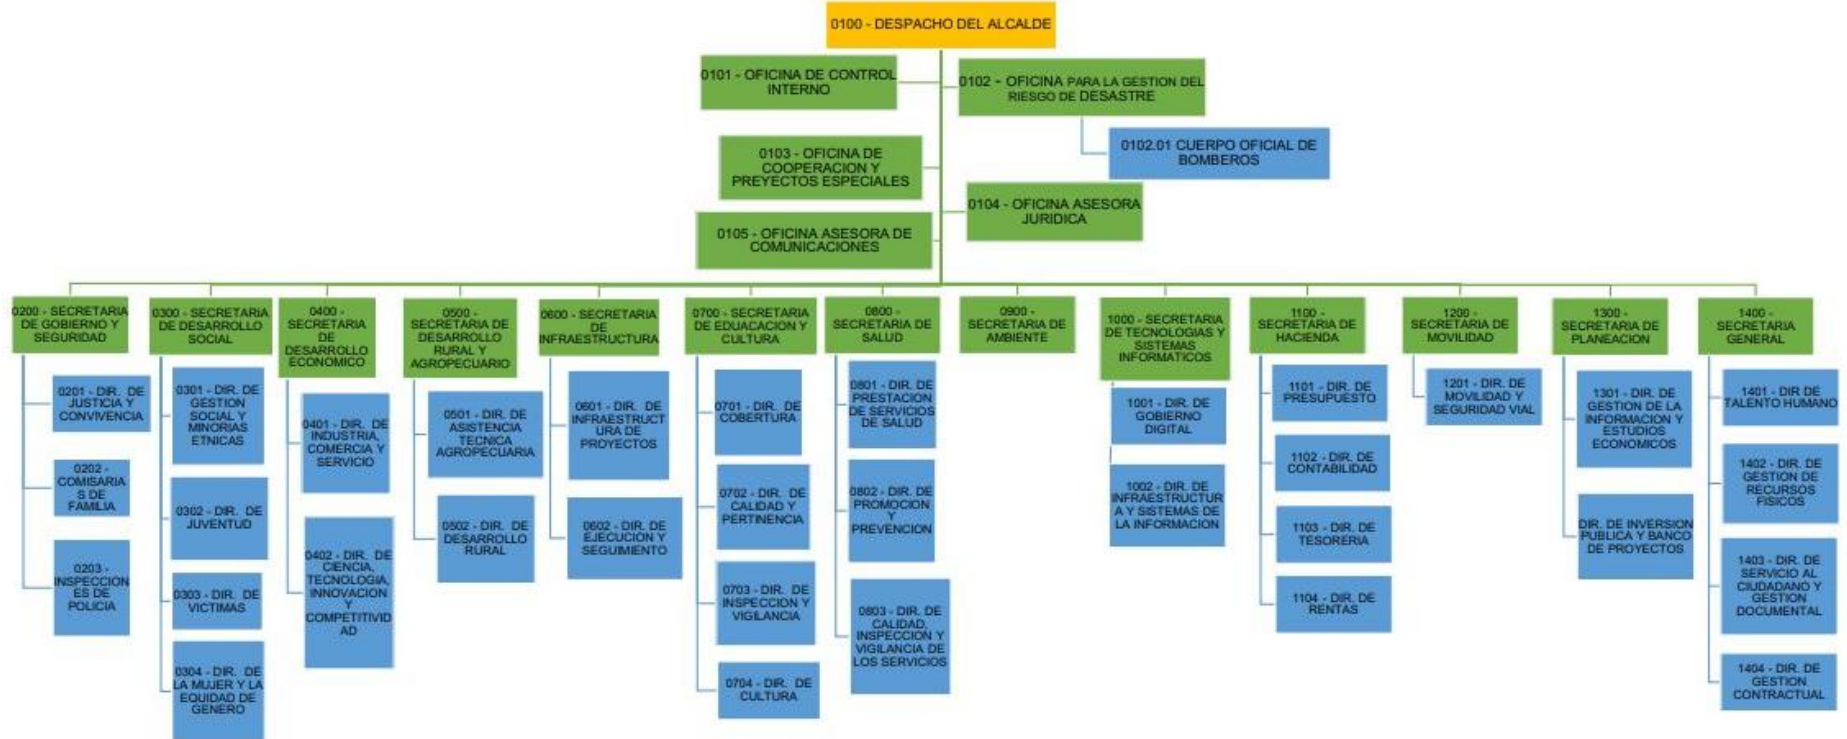 0100 - DESPACHO DEL ALCALDE
0101 - OFICINA DE CONTROL
INTERNO
0102 - OFICINA PARA LA GESTION DEL
RIESGO DE DESASTRE
0102.01 CUERPO OFICIAL DE
BOMBEROS
0103 - OFICINA DE
COOPERACION Y
PREYECTOS ESPECIALES
0104 - OFICINA ASESORA
JURIDICA
0105 - OFICINA ASESORA DE
COMUNICACIONES
0200 - SECRETARIA
DE GOBIERNO Y
SEGURIDAD
0201 - DIR. DE
JUSTICIA Y
CONVIVENCIA
0202 -
COMISARIA
S DE
FAMILIA
0203 -
INSPECCION
ES DE
POLICIA
0300 - SECRETARIA
DE DESARROLLO
SOCIAL
0301 - DIR. DE
GESTION
SOCIAL Y
MINORIAS
ETNICAS
0302 - DIR. DE
JUVENTUD
0303 - DIR. DE
VICTIMAS
0304 - DIR. DE
LA MUJER Y LA
EQUIDAD DE
GENERO
0400 -
SECRETARIA
DE
DESARROLLO
ECONOMICO
0401 - DIR. DE
INDUSTRIA,
COMERCIA Y
SERVICIO
0402 - DIR. DE
CIENCIA,
TECNOLOGIA,
INNOVACION
Y
COMPETITIVID
AD
0500 -
SECRETARIA DE
DESARROLLO
RURAL Y
AGROPECUARIO
0501 - DIR. DE
ASISTENCIA
TECNICA
AGROPECUARIA
0502 - DIR. DE
DESARROLLO
RURAL
0600 - SECRETARIA
DE
INFRAESTRUCTURA
0601 - DIR. DE
INFRAESTRUCT
URA DE
PROYECTOS
0602 - DIR. DE
EJECUCION Y
SEGUIMIENTO
0700 - SECRETARIA
DE EDUACACION Y
CULTURA
0701 - DIR. DE
COBERTURA
0702 - DIR. DE
CALIDAD Y
PERTINENCIA
0703 - DIR. DE
INSPECCION Y
VIGILANCIA
0704 - DIR. DE
CULTURA
0800 -
SECRETARIA DE
SALUD
0801 - DIR. DE
PRESTACION
DE SERVICIOS
DE SALUD
0802 - DIR. DE
PROMOCION
Y
PREVENCION
0803 - DIR. DE
CALIDAD,
INSPECCION Y
VIGILANCIA DE
LOS SERVICIOS
0900 -
SECRETARIA DE
AMBIENTE
1000 - SECRETARIA
DE TECNOLOGIAS Y
SISTEMAS
INFORMATICOS
1001 - DIR. DE
GOBIERNO
DIGITAL
1002 - DIR. DE
INFRAESTRUCTUR
A Y SISTEMAS DE
LA INFORMACION
1100 -
SECRETARIA DE
HACIENDA
1101 - DIR. DE
PRESUPUESTO
1102 - DIR. DE
CONTABILIDAD
1103 - DIR. DE
TESORERIA
1104 - DIR. DE
RENTAS
1200 -
SECRETARIA DE
MOVILIDAD
1201 - DIR. DE
MOVILIDAD Y
SEGURIDAD VIAL
1300 -
SECRETARIA DE
PLANEACION
1301 - DIR. DE
GESTION DE LA
INFORMACION Y
ESTUDIOS
ECONOMICOS
DIR. DE INVERSION
PUBLICA Y BANCO
DE PROYECTOS
1400 -
SECRETARIA
GENERAL
1401 - DIR DE
TALENTO HUMANO
1402 - DIR. DE
GESTION DE
RECURSOS
FISICOS
1403 - DIR. DE
SERVICIO AL
CIUDADANO Y
GESTION
DOCUMENTAL
1404 - DIR. DE
GESTION
CONTRACTUAL